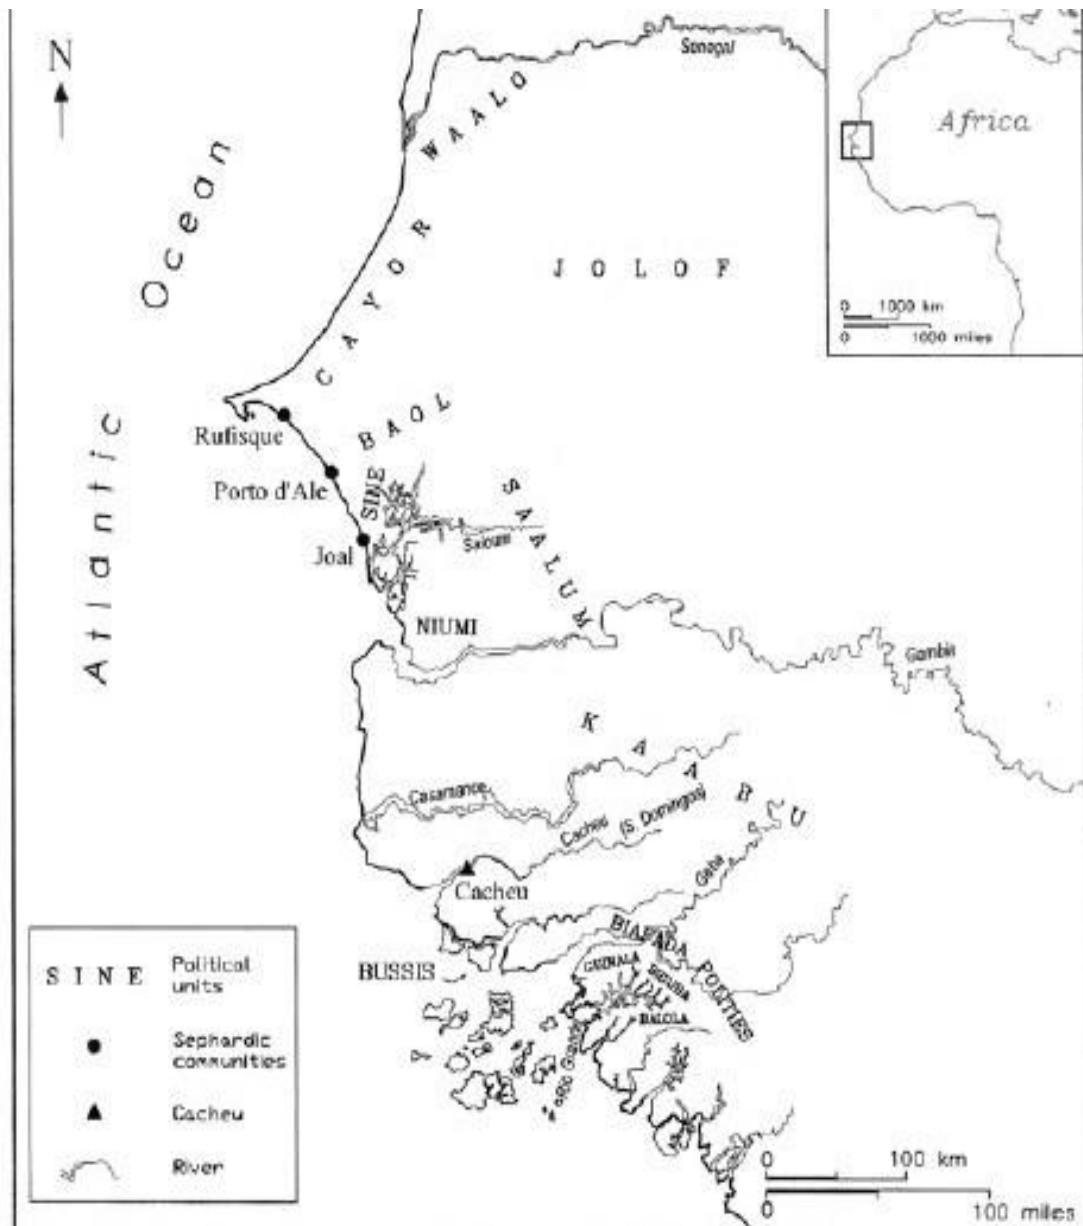 N
Atlantic Ocean
Senegal
WAALO
CAYOR
JOLOF
Africa
0 1000 km
0 1000 miles
Rufisque
BAOL
Porto d'Ale
SINE
SAALUM
Saloum
Joal
NIUMI
Gambia
KAABU
Casamance
Cacheu (S. Domingos)
Cacheu
Geba
BIAFADA POLITIES
GUINALA
BUSSIS
BALOLA
Rio Grande
SINE Political
units
Sephardic
communities
Cacheu
River
0 100 km
0 100 miles